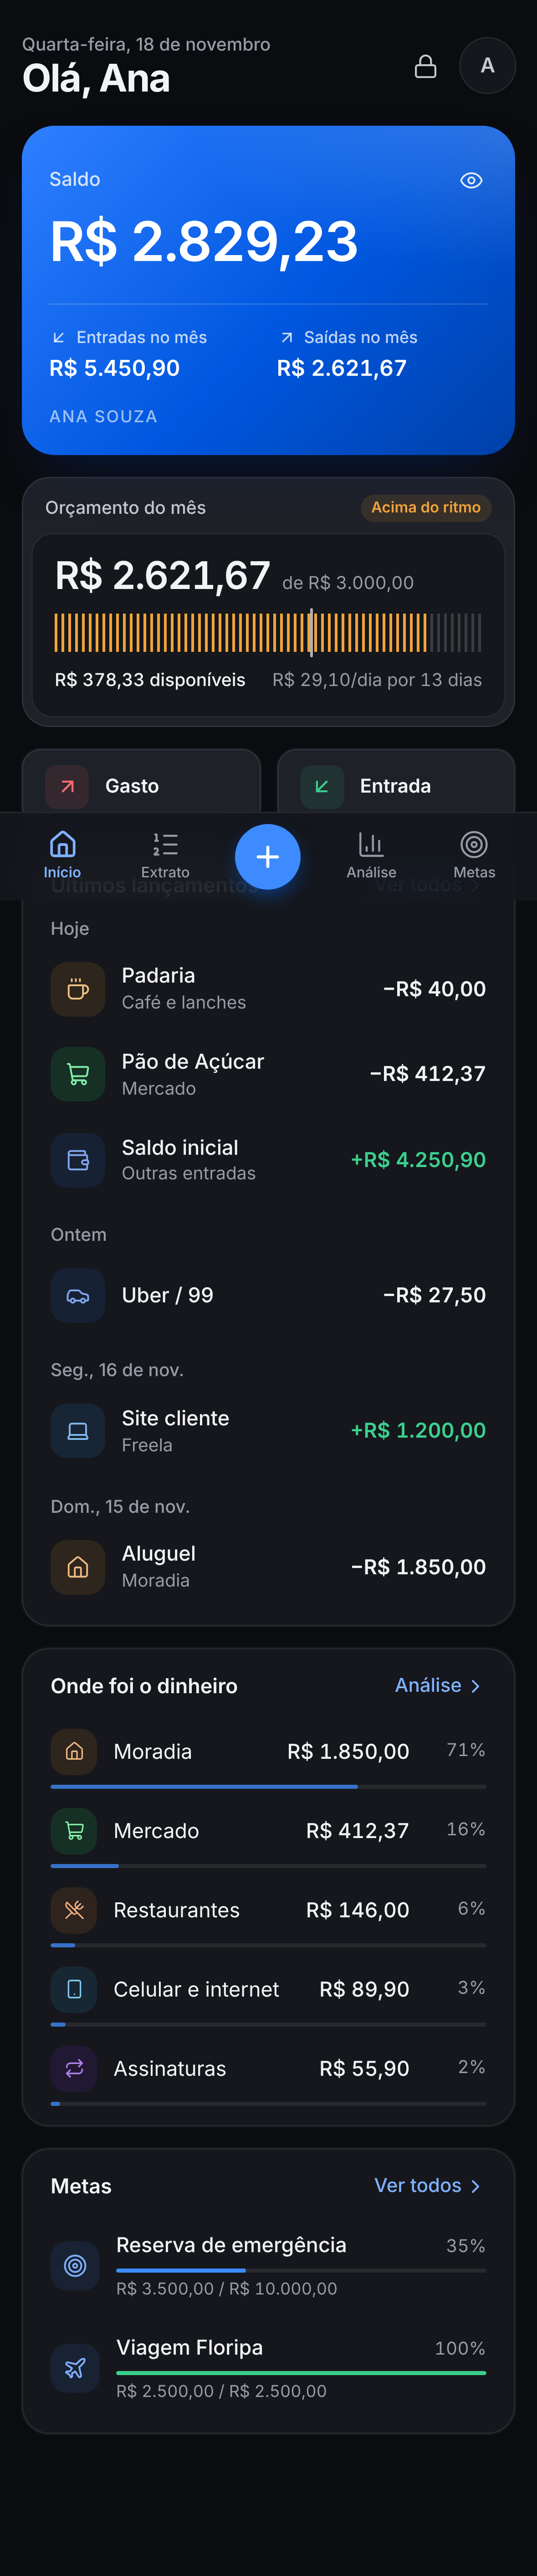 Quarta-feira, 18 de novembro
Olá, Ana
A
Saldo
R$ 2.829,23
Entradas no mês
Saídas no mês
R$ 5.450,90
R$ 2.621,67
ANA SOUZA
Orçamento do mês
Acima do ritmo
R$ 2.621,67 de R$ 3.000,00
R$ 378,33 disponíveis
R$ 29,10/dia por 13 dias
Gasto
Entrada
Início
Extrato
Análise
Metas
Últimos lançamentos
Ver todos
Hoje
Padaria
Café e lanches
−R$ 40,00
Pão de Açúcar
Mercado
−R$ 412,37
Saldo inicial
Outras entradas
+R$ 4.250,90
Ontem
Uber / 99
−R$ 27,50
Seg., 16 de nov.
Site cliente
Freela
+R$ 1.200,00
Dom., 15 de nov.
Aluguel
Moradia
−R$ 1.850,00
Onde foi o dinheiro
Análise
Moradia R$ 1.850,00 71%
Mercado R$ 412,37 16%
Restaurantes R$ 146,00 6%
Celular e internet R$ 89,90 3%
Assinaturas R$ 55,90 2%
Metas
Ver todos
Reserva de emergência 35%
R$ 3.500,00 / R$ 10.000,00
Viagem Floripa 100%
R$ 2.500,00 / R$ 2.500,00